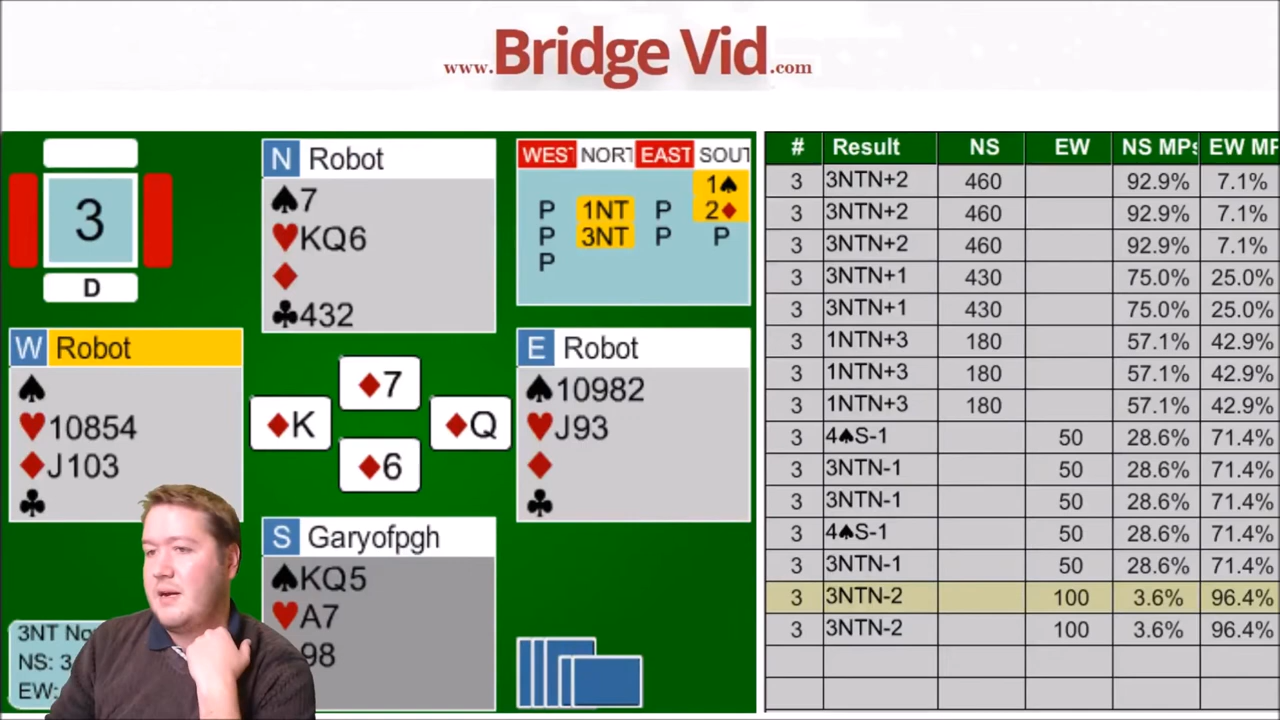 www.Bridge Vid.com
3
D
N Robot
♠7
♥KQ6
♦
♣432
WEST NORT EAST SOUT
1♠
P 1NT P 2♦
P 3NT P P
P
W Robot
♠
♥10854
♦J103
♣
♦7
♦K
♦Q
♦6
E Robot
♠10982
♥J93
♦
♣
S Garyofpgh
♠KQ5
♥A7
98
3NT No
NS: 3
EW:
# Result NS EW NS MPs EW MP
3 3NTN+2 460 92.9% 7.1%
3 3NTN+2 460 92.9% 7.1%
3 3NTN+2 460 92.9% 7.1%
3 3NTN+1 430 75.0% 25.0%
3 3NTN+1 430 75.0% 25.0%
3 1NTN+3 180 57.1% 42.9%
3 1NTN+3 180 57.1% 42.9%
3 1NTN+3 180 57.1% 42.9%
3 4♠S-1 50 28.6% 71.4%
3 3NTN-1 50 28.6% 71.4%
3 3NTN-1 50 28.6% 71.4%
3 4♠S-1 50 28.6% 71.4%
3 3NTN-1 50 28.6% 71.4%
3 3NTN-2 100 3.6% 96.4%
3 3NTN-2 100 3.6% 96.4%